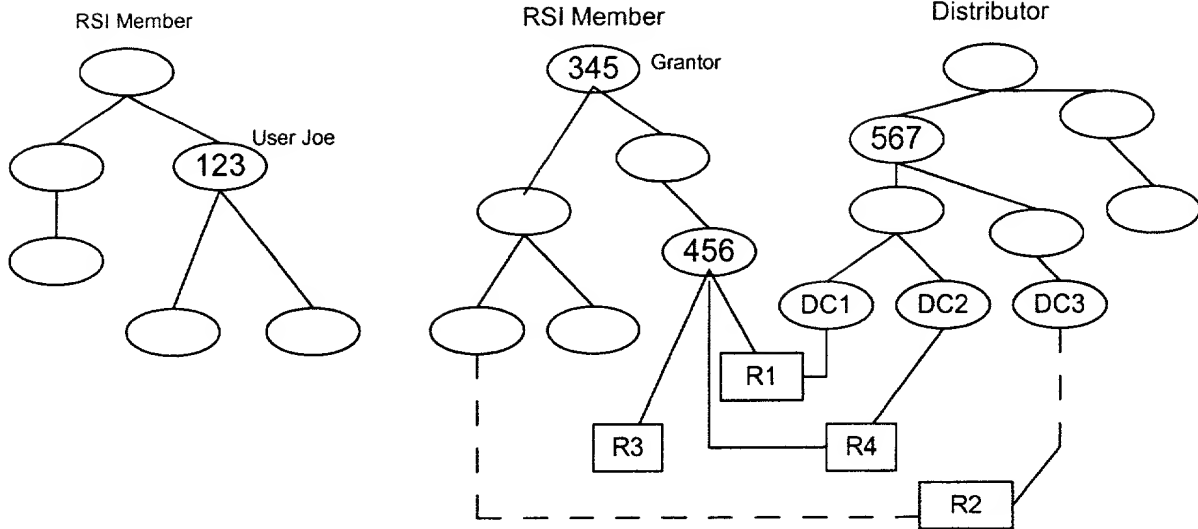 RSI Member
RSI Member
Distributor
345
Grantor
User Joe
123
567
456
DC1
DC2
DC3
R1
R3
R4
R2